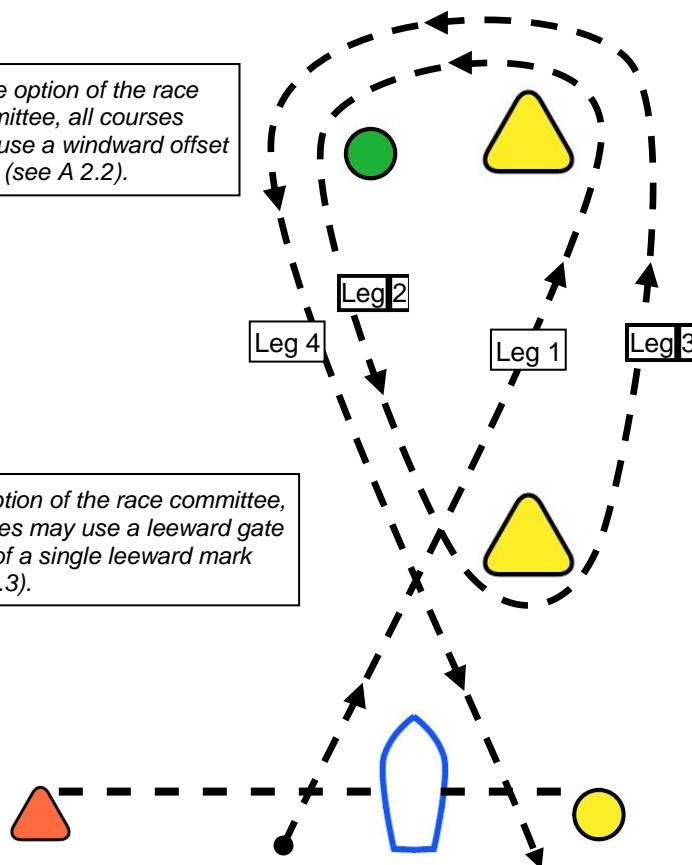 e option of the race
mittee, all courses
use a windward offset
(see A 2.2).
Leg 2
Leg 4
Leg 1
Leg 3
ption of the race committee,
es may use a leeward gate
of a single leeward mark
.3).